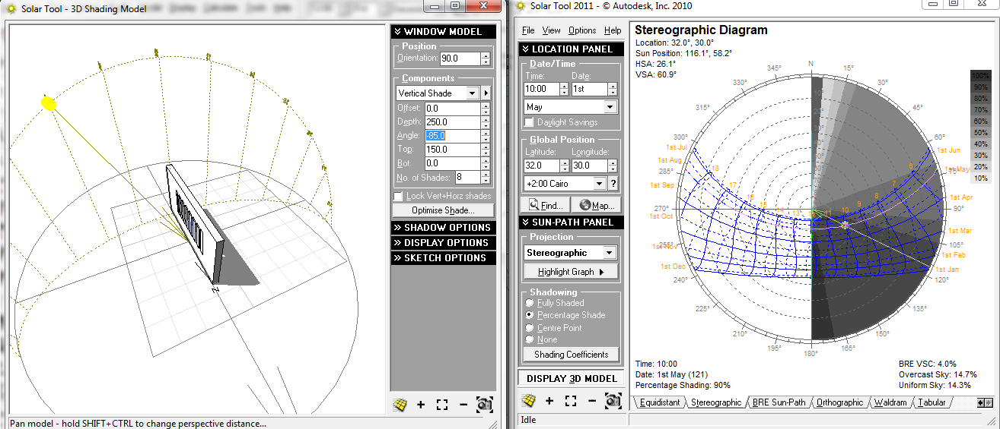 Solar Tool - 3D Shading Model
WINDOW MODEL
Position
Orientation: 90.0
Components
Vertical Shade
Offset: 0.0
Depth: 250.0
Angle: -85.0
Top: 150.0
Bot: 0.0
No. of Shades: 8
Lock Vert+Horz shades
Optimise Shade...
SHADOW OPTIONS
DISPLAY OPTIONS
SKETCH OPTIONS
N
Pan model - hold SHIFT+CTRL to change perspective distance...
Solar Tool 2011 - © Autodesk, Inc. 2010
File View Options Help
LOCATION PANEL
Date/Time
Time: Date:
10:00 1st
May
Daylight Savings
Global Position
Latitude: Longitude:
32.0 30.0
+2:00 Cairo ?
Find... Map...
SUN-PATH PANEL
Projection
Stereographic
Highlight Graph
Shadowing
Fully Shaded
Percentage Shade
Centre Point
None
Shading Coefficients
DISPLAY 3D MODEL
Idle
Stereographic Diagram
Location: 32.0°, 30.0°
Sun Position: 116.1°, 58.2°
HSA: 26.1°
VSA: 60.9°
N
345° 15°
330° 30°
315° 45°
300° 60°
1st Jul 1st Jun
1st Aug 1st May
285° 75°
1st Sep 1st Apr
270° 90°
1st Oct 1st Mar
255° 105°
1st Nov 1st Feb
1st Dec 1st Jan
240° 120°
225° 135°
210° 150°
195° 165°
180°
18 17 16 15 14 13 11 10 9 8 7 6
100%
90%
80%
70%
60%
50%
40%
30%
20%
10%
Time: 10:00
Date: 1st May (121)
Percentage Shading: 90%
BRE VSC: 4.0%
Overcast Sky: 14.7%
Uniform Sky: 14.3%
Equidistant Stereographic BRE Sun-Path Orthographic Waldram Tabular